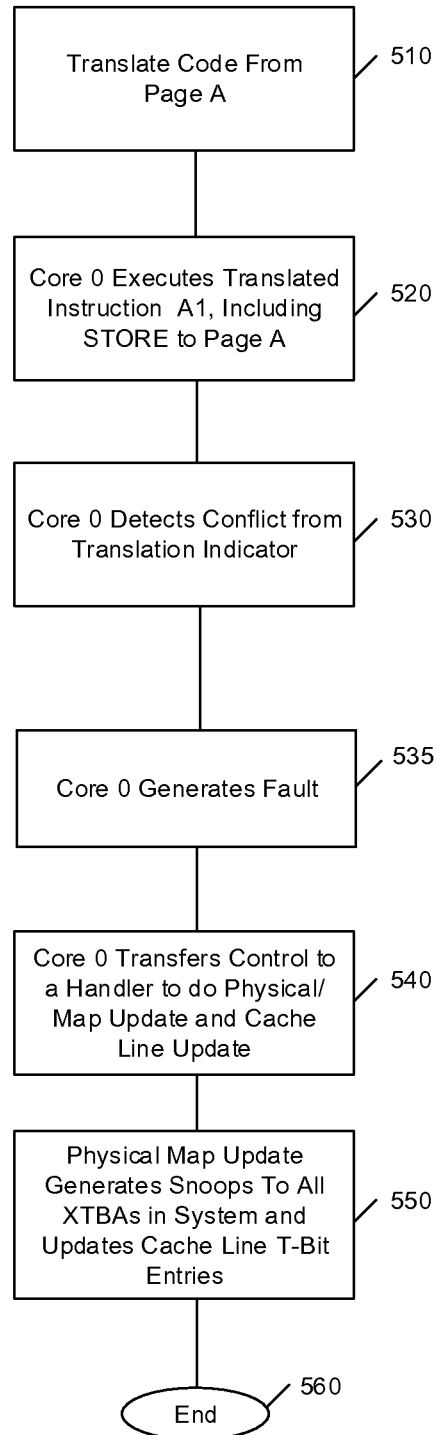 Translate Code From
Page A
510
Core 0 Executes Translated
Instruction A1, Including
STORE to Page A
520
Core 0 Detects Conflict from
Translation Indicator
530
Core 0 Generates Fault
535
Core 0 Transfers Control to
a Handler to do Physical/
Map Update and Cache
Line Update
540
Physical Map Update
Generates Snoops To All
XTBAs in System and
Updates Cache Line T-Bit
Entries
550
End
560